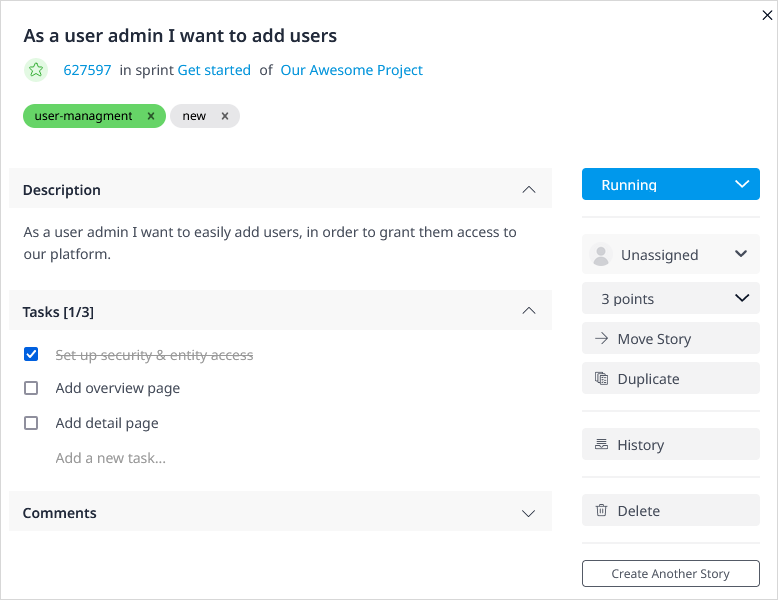 As a user admin I want to add users
627597 in sprint Get started of Our Awesome Project
user-managment x new x
Description
As a user admin I want to easily add users, in order to grant them access to
our platform.
Tasks [1/3]
Set up security & entity access
Add overview page
Add detail page
Add a new task...
Comments
Running
Unassigned
3 points
Move Story
Duplicate
History
Delete
Create Another Story